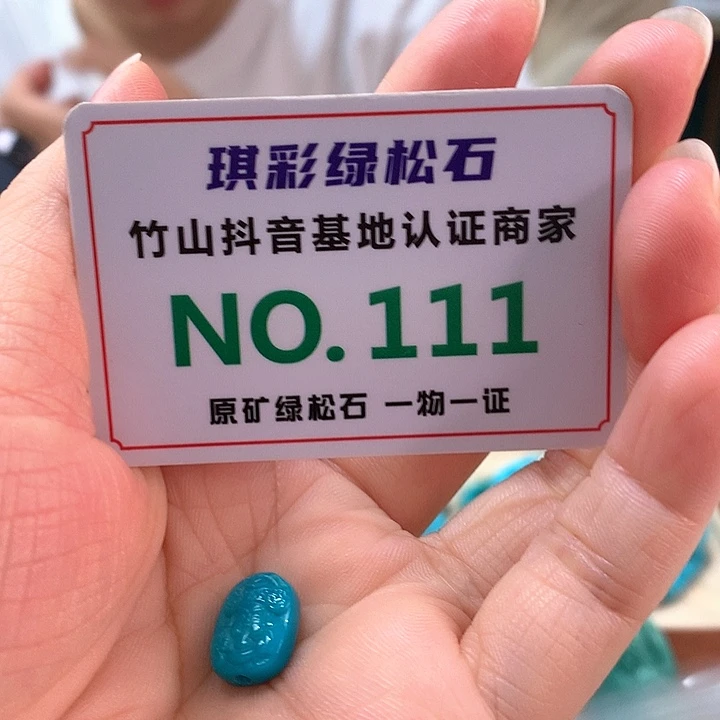 琪彩绿松石
竹山抖音基地认证商家
NO.111
原矿绿松石 一物一证